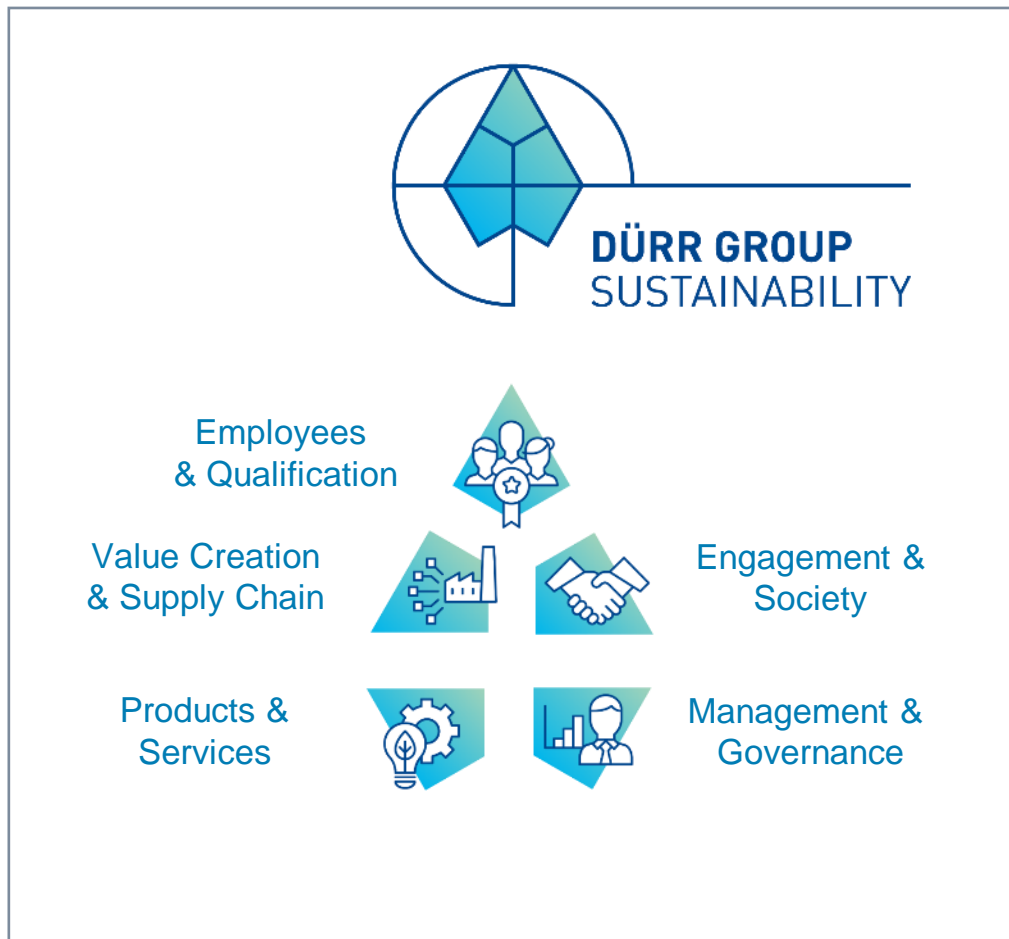 DÜRR GROUP
SUSTAINABILITY
Employees
& Qualification
Value Creation
& Supply Chain
Engagement &
Society
Products &
Services
Management &
Governance